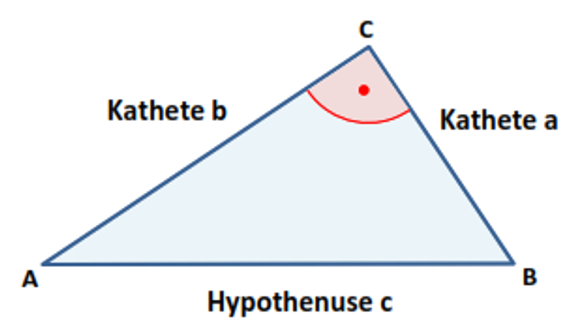 C
Kathete b
Kathete a
A
B
Hypothenuse c